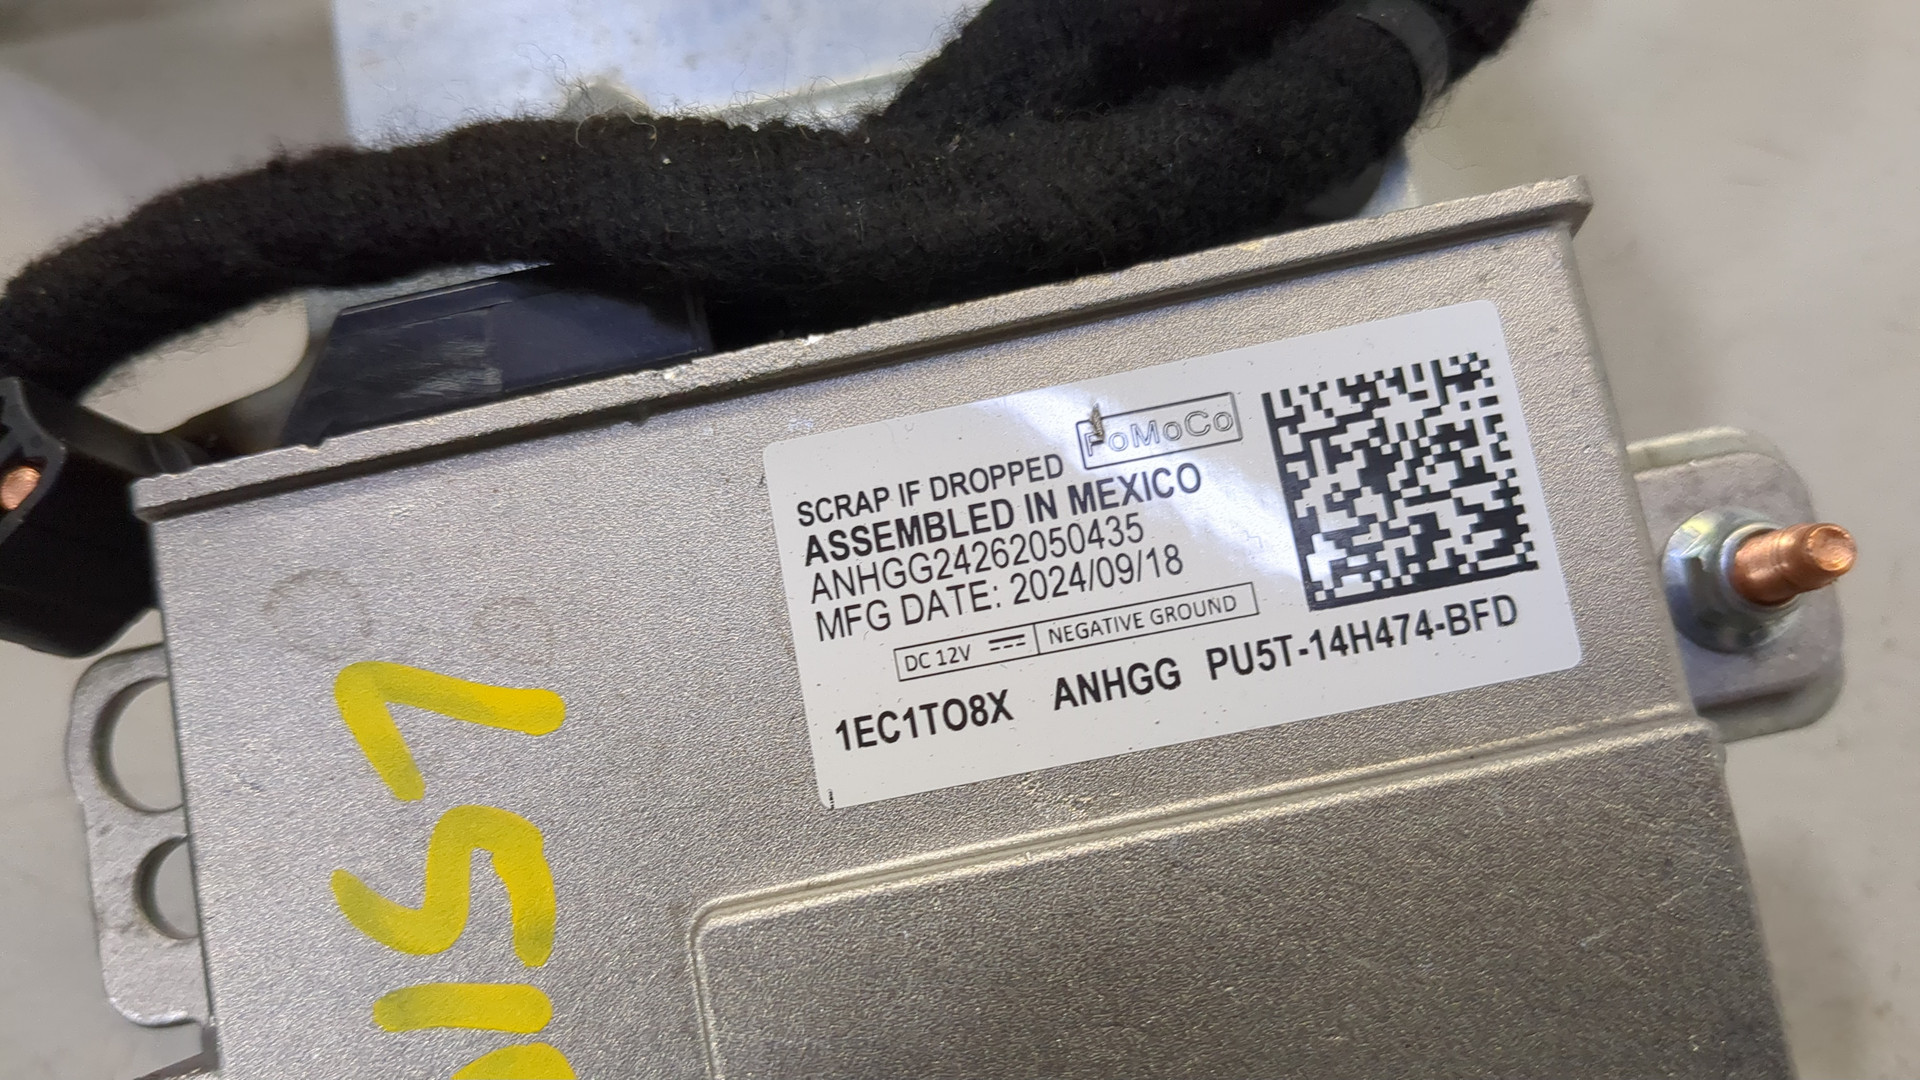 FoMoCo
SCRAP IF DROPPED
ASSEMBLED IN MEXICO
ANHGG24262050435
MFG DATE: 2024/09/18
DC 12V NEGATIVE GROUND
1EC1TO8X ANHGG PU5T-14H474-BFD